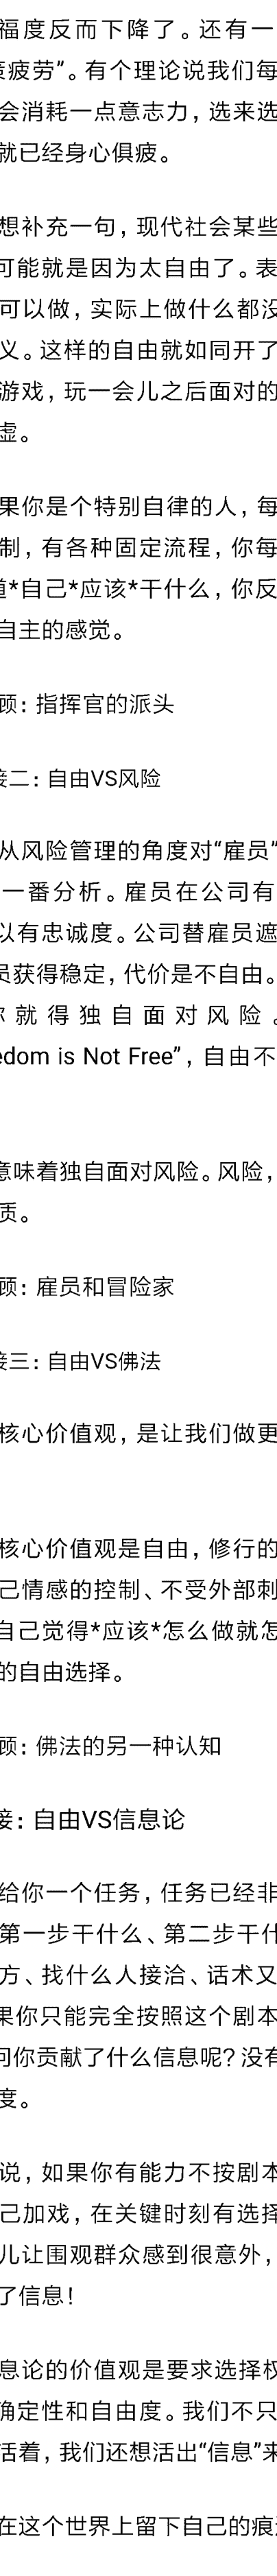 福度反而下降了。还有一
疲劳”。有个理论说我们每
会消耗一点意志力，选来选
就已经身心俱疲。
想补充一句，现代社会某些
可能就是因为太自由了。表
可以做，实际上做什么都没
义。这样的自由就如同开了
游戏，玩一会儿之后面对的
虚。
果你是个特别自律的人，每
制，有各种固定流程，你每
道*自己*应该*干什么，你反
自主的感觉。
顾：指挥官的派头
接二：自由VS风险
从风险管理的角度对“雇员”
一番分析。雇员在公司有
以有忠诚度。公司替雇员遮
员获得稳定，代价是不自由。
你就得独自面对风险。
edom is Not Free”，自由不
意味着独自面对风险。风险，
质。
顾：雇员和冒险家
接三：自由VS佛法
核心价值观，是让我们做更
核心价值观是自由，修行的
己情感的控制、不受外部刺
自己觉得*应该*怎么做就怎
的自由选择。
顾：佛法的另一种认知
接：自由VS信息论
给你一个任务，任务已经非
第一步干什么、第二步干什
方、找什么人接洽、话术又
果你只能完全按照这个剧本
问你贡献了什么信息呢？没有
度。
说，如果你有能力不按剧本
己加戏，在关键时刻有选择
儿让围观群众感到很意外，
了信息！
息论的价值观是要求选择权
确定性和自由度。我们不只
活着，我们还想活出“信息”来
在这个世界上留下自己的痕